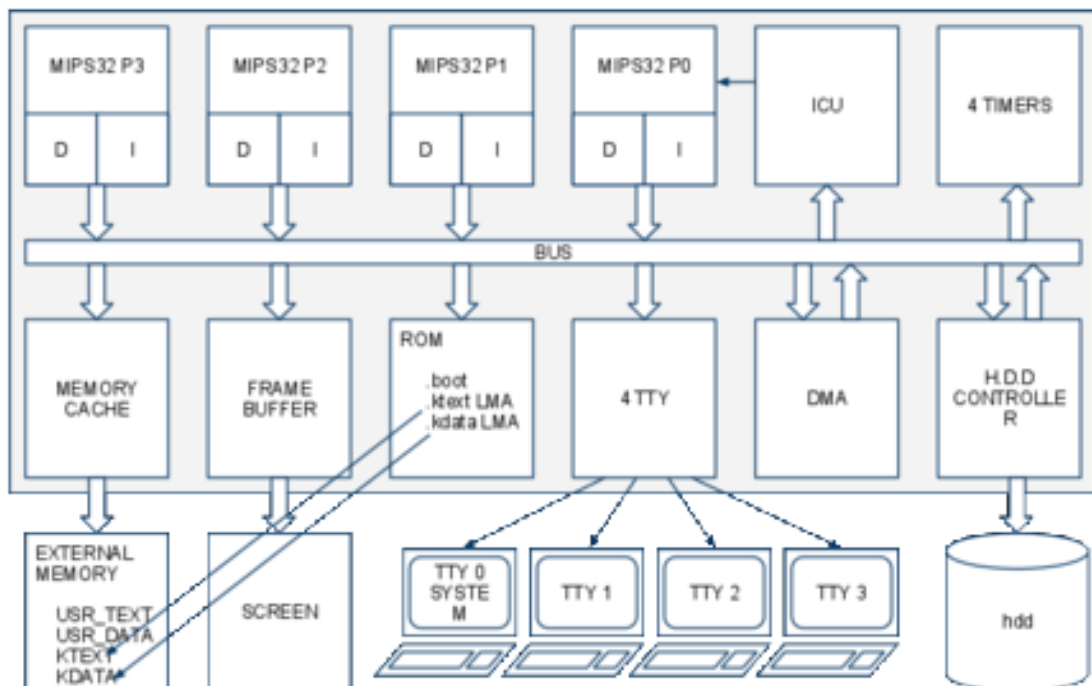 MIPS32 P3
MIPS32 P2
MIPS32 P1
MIPS32 P0
ICU
4 TIMERS
D
I
D
I
D
I
D
I
BUS
MEMORY
CACHE
FRAME
BUFFER
ROM
.boot
.ktext LMA
.kdata LMA
4 TTY
DMA
H.D.D
CONTROLLE
R
EXTERNAL
MEMORY
USR_TEXT
USR_DATA
KTEXT
KDATA
SCREEN
TTY 0
SYSTE
M
TTY 1
TTY 2
TTY 3
hdd